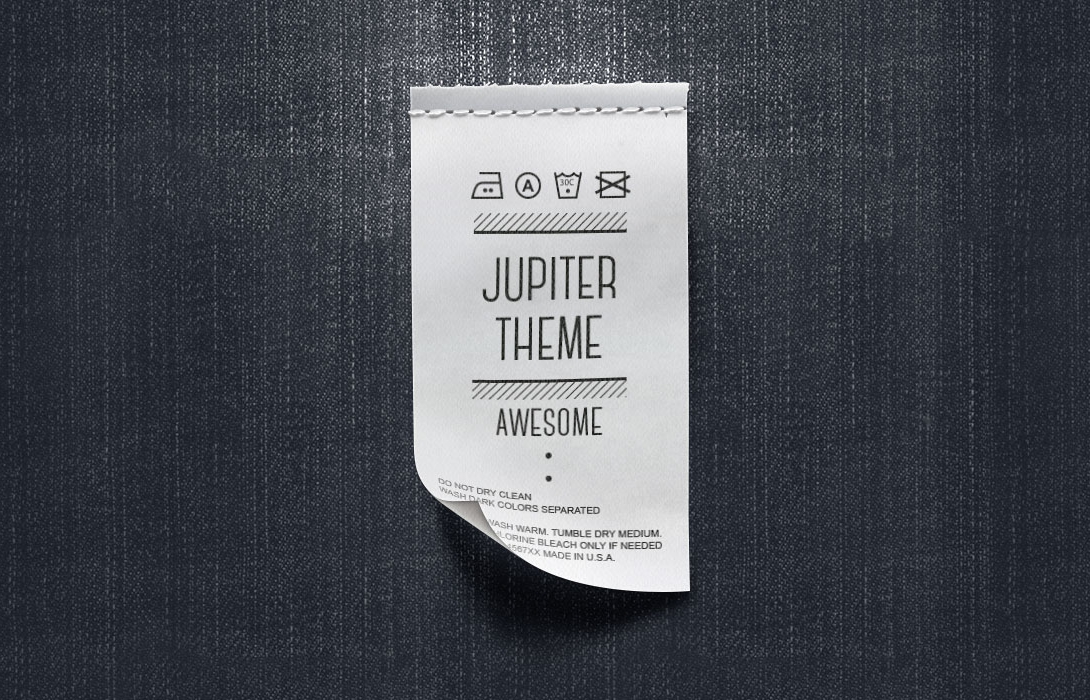 A 30C
JUPITER
THEME
AWESOME
DO NOT DRY CLEAN
WASH DARK COLORS SEPARATED
WASH WARM. TUMBLE DRY MEDIUM.
BLEACH ONLY IF NEEDED
MADE IN U.S.A.